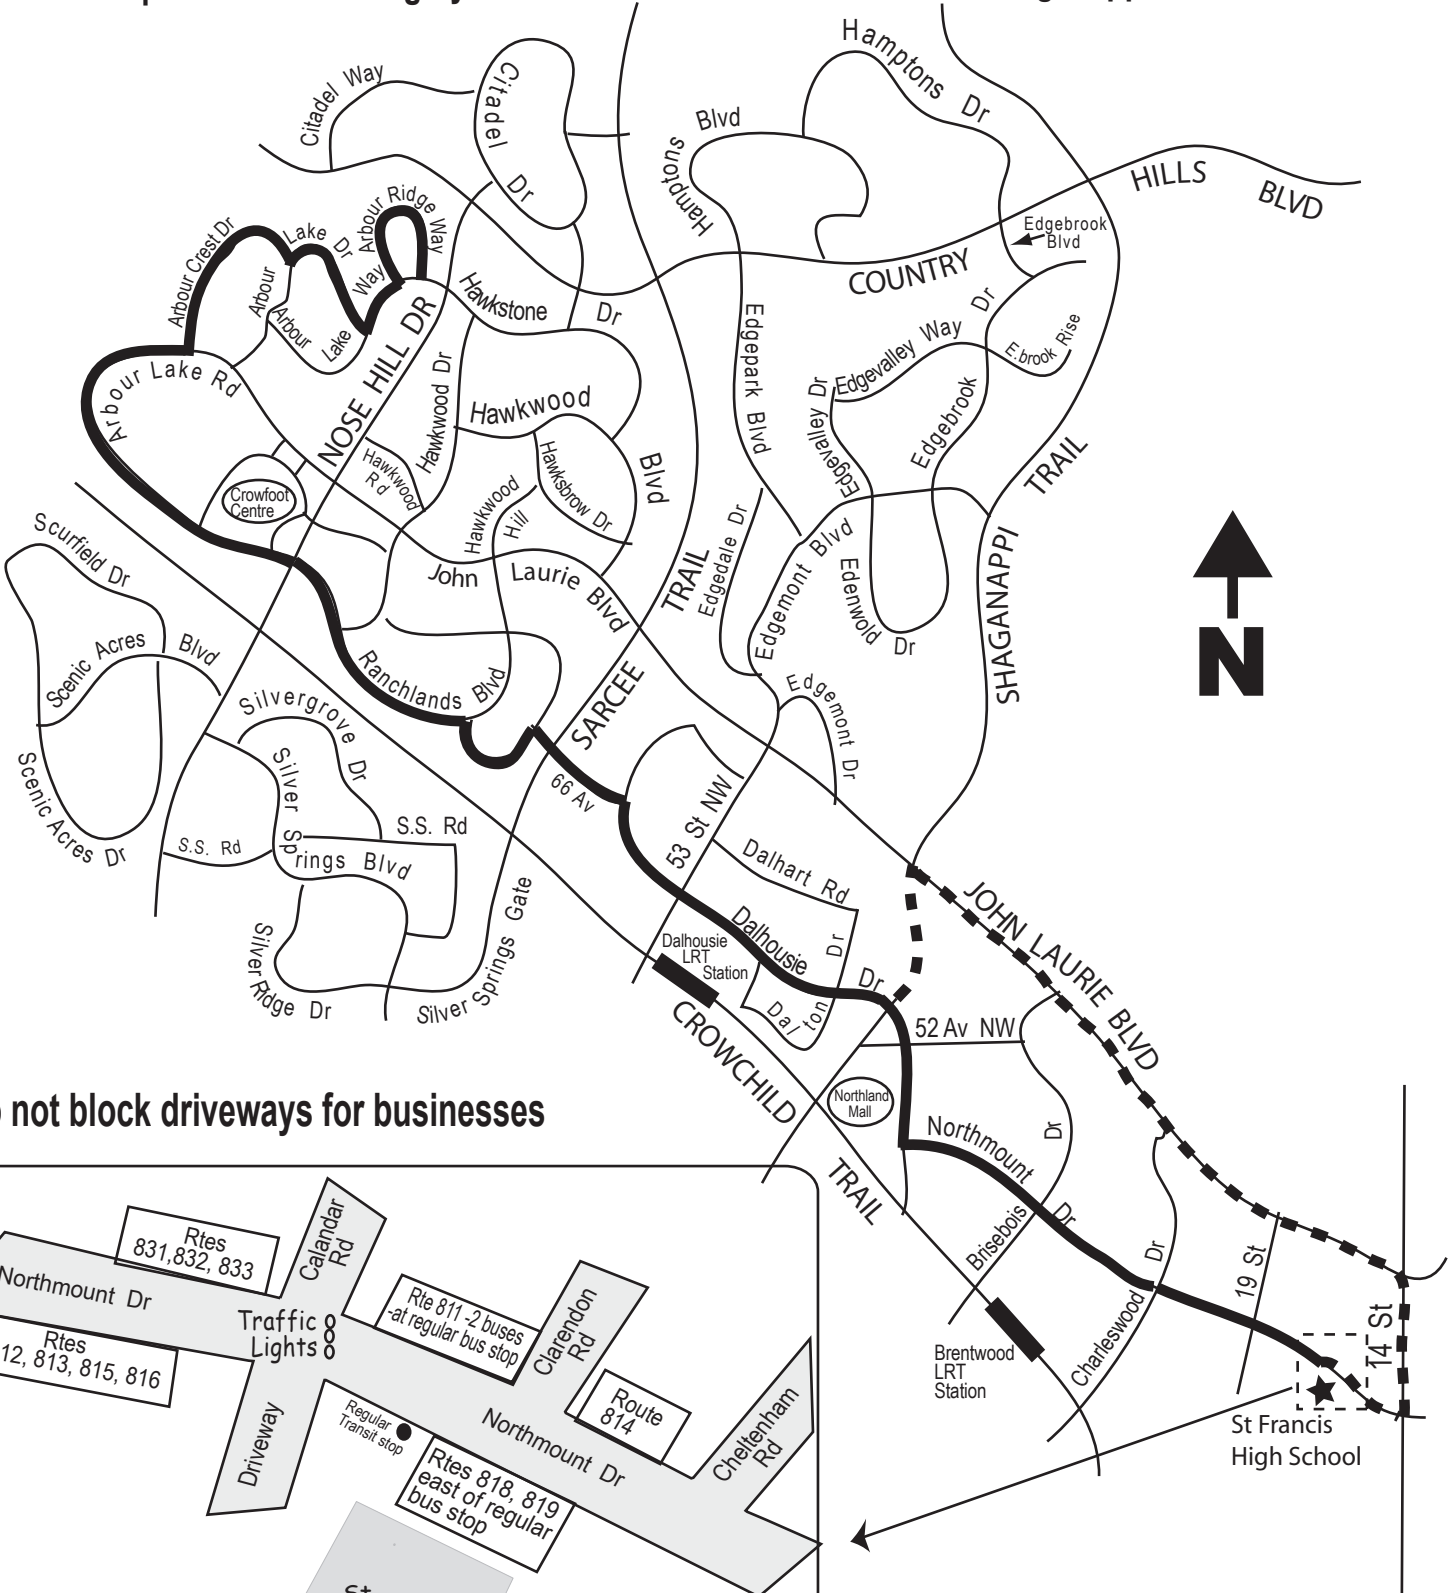 Hamptons Dr
Citadel Way
Citadel Dr
Hamptons Blvd
HILLS BLVD
COUNTRY
Edgebrook
Blvd
Arbour Ridge Way
Arbour Crest Dr
Lake Dr
Way
Arbour
Arbour Lake
Arbour Lake Rd
NOSE HILL DR
Hawkstone Dr
Hawkwood Dr
Hawkwood Blvd
Hawkwood
Rd
Hawksbrow Dr
Hawkwood
Hill
Edgepark Blvd
Edgevalley Way
Dr
E.brook Rise
Edgevalley Dr
Edgevalley
Edgebrook
TRAIL
SHAGANAPPI
Crowfoot
Centre
John Laurie Blvd
TRAIL
SARCEE
Edgedale Dr
Edgemont Blvd
Edenwold Dr
Edgemont Dr
N
Scurfield Dr
Scenic Acres Blvd
Scenic Acres Dr
Ranchlands Blvd
Silvergrove Dr
Silver Springs Blvd
S.S. Rd
S.S. Rd
Silver Ridge Dr
Silver Springs Gate
66 Av
53 St NW
Dalhart Rd
Dalhousie Dr
Dr
Dalton
Dalhousie
LRT
Station
CROWCHILD
TRAIL
JOHN LAURIE BLVD
52 Av NW
Northland
Mall
Northmount Dr
Dr
Brisebois
Dr
Charleswood
19 St
14 St
Brentwood
LRT
Station
St Francis
High School
not block driveways for businesses
Rtes
831,832, 833
Calandar
Rd
Northmount Dr
Traffic
Lights
Rtes
12, 813, 815, 816
Rte 811 -2 buses
-at regular bus stop
Clarendon
Rd
Route
814
Cheltenham
Rd
Driveway
Regular
Transit stop
Northmount Dr
Rtes 818, 819
east of regular
bus stop